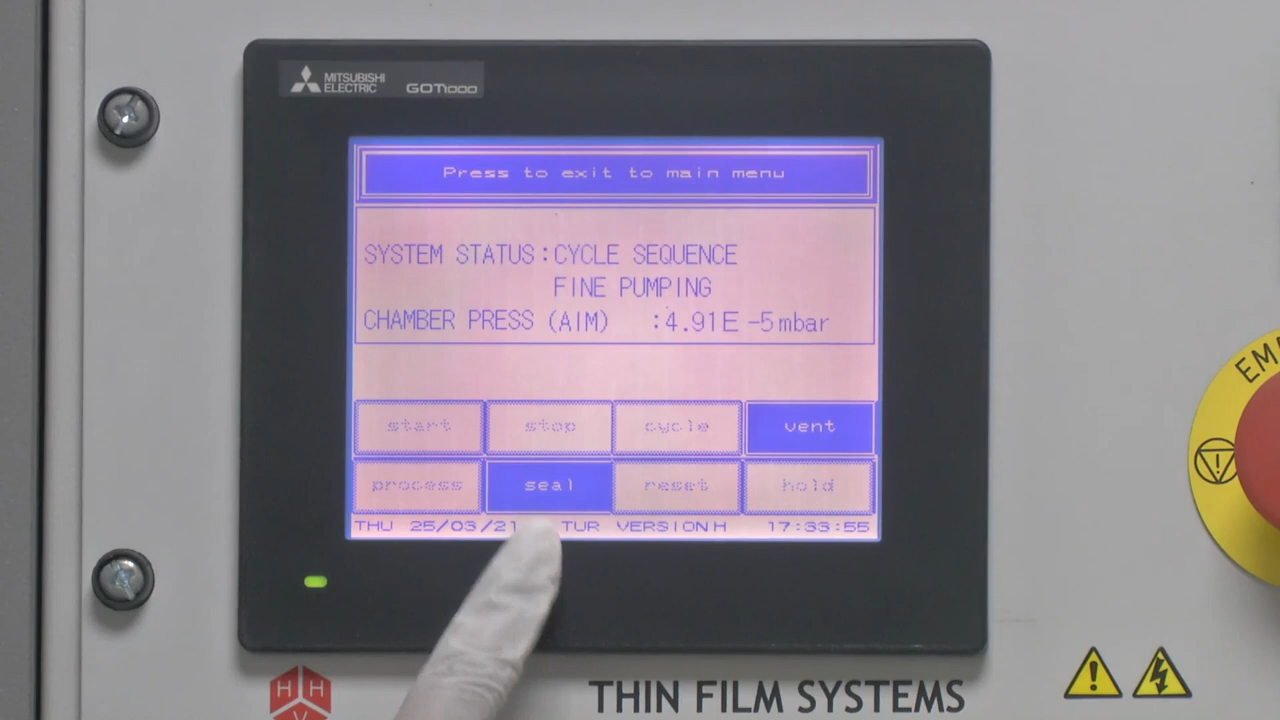 MITSUBISHI
ELECTRIC GOT1000
Press to exit to main menu
SYSTEM STATUS:CYCLE SEQUENCE
FINE PUMPING
CHAMBER PRESS (AIM) :4.91E-5mbar
start stop cycle vent
process seal reset hold
THU 25/03/21 TUR VERSION H 17:33:55
HHV
THIN FILM SYSTEMS